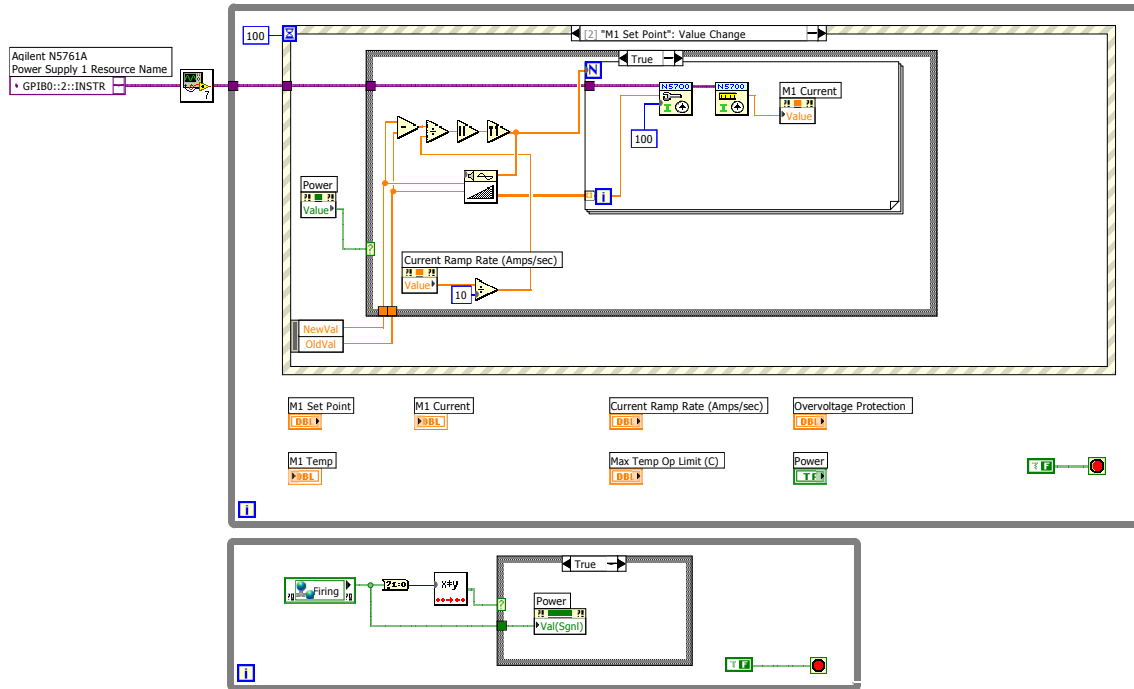 100
[2] "M1 Set Point": Value Change
Agilent N5761A
Power Supply 1 Resource Name
GPIB0::2::INSTR
7
True
N
N5700
N5700
M1 Current
Value
100
Power
Value
i
?
Current Ramp Rate (Amps/sec)
Value
10
NewVal
OldVal
M1 Set Point
DBL
M1 Current
DBL
Current Ramp Rate (Amps/sec)
DBL
Overvoltage Protection
DBL
M1 Temp
DBL
Max Temp Op Limit (C)
DBL
Power
TF
F
i
True
Firing
?1:0
x≠y
?
Power
Val(Sgnl)
T F
i